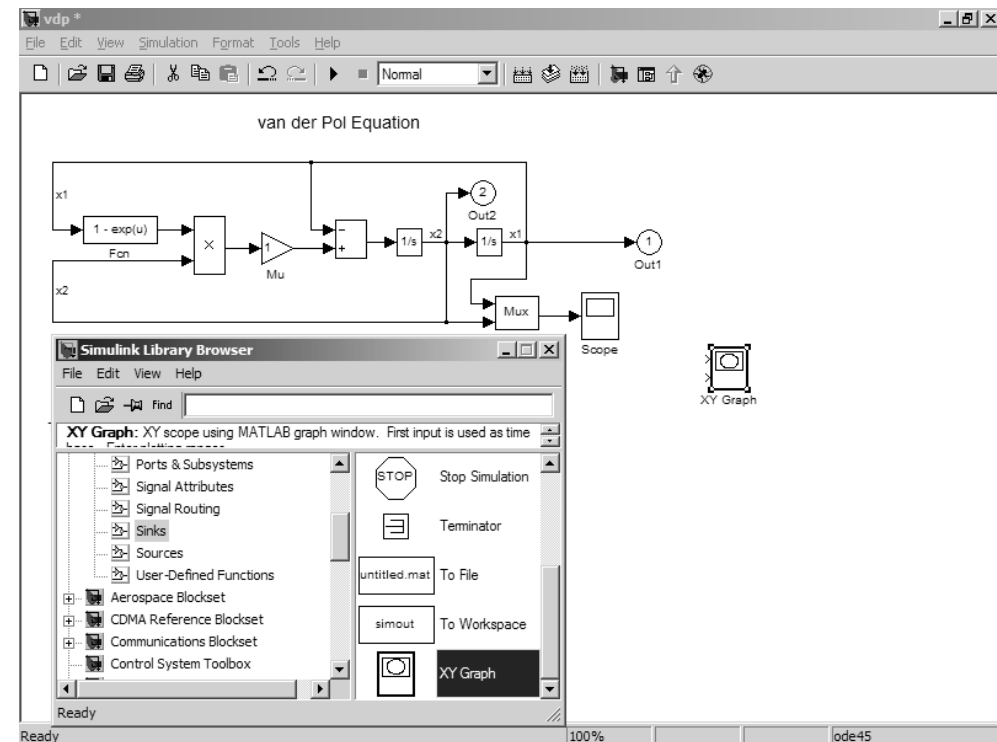 vdp *
File Edit View Simulation Format Tools Help
Normal
van der Pol Equation
x1
1 - exp(u)
Fcn
×
1
Mu
−
+
1/s
x2
2
Out2
1/s
x1
1
Out1
x2
Mux
Scope
XY Graph
Simulink Library Browser
File Edit View Help
Find
XY Graph: XY scope using MATLAB graph window. First input is used as time
Ports & Subsystems
Signal Attributes
Signal Routing
Sinks
Sources
User-Defined Functions
Aerospace Blockset
CDMA Reference Blockset
Communications Blockset
Control System Toolbox
STOP Stop Simulation
Terminator
untitled.mat To File
simout To Workspace
XY Graph
Ready
Ready 100% ode45